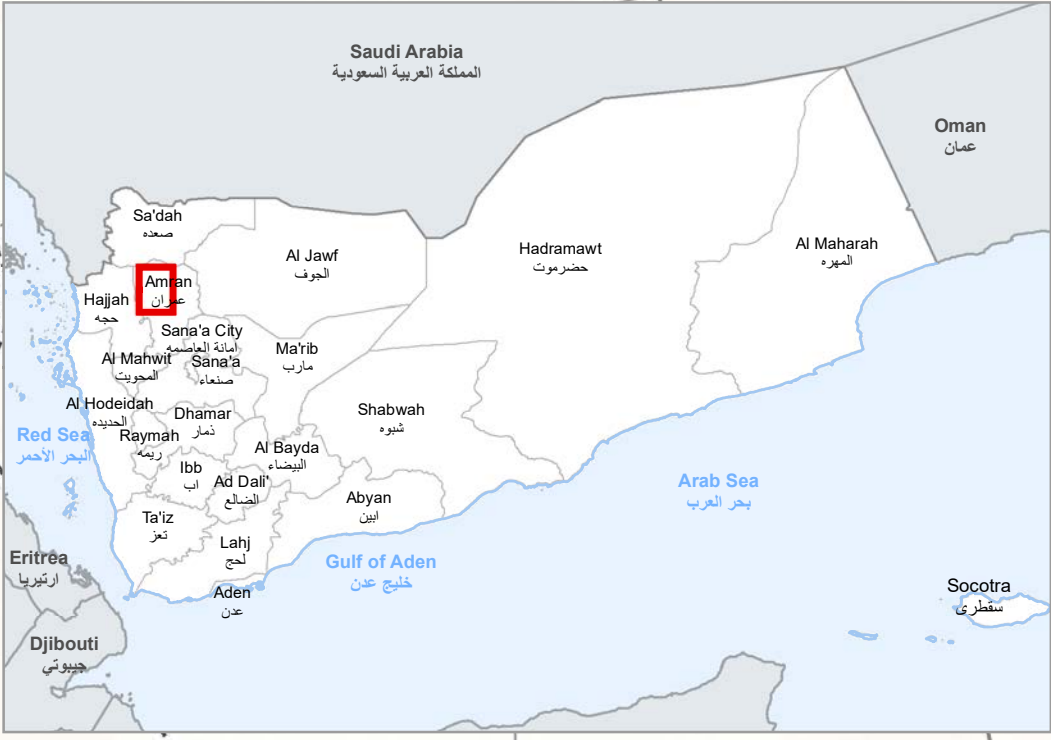 Saudi Arabia
المملكة العربية السعودية
Oman
عمان
Sa'dah
صعده
Al Jawf
الجوف
Hadramawt
حضرموت
Al Maharah
المهره
Amran
عمران
Hajjah
حجه
Sana'a City
امانة العاصمه
Al Mahwit
المحويت
Sana'a
صنعاء
Ma'rib
مارب
Al Hodeidah
الحديده
Dhamar
ذمار
Shabwah
شبوه
Red Sea
البحر الأحمر
Raymah
ريمه
Al Bayda
البيضاء
Ibb
اب
Ad Dali'
الضالع
Arab Sea
بحر العرب
Abyan
ابين
Ta'iz
تعز
Lahj
لحج
Eritrea
ارتيريا
Gulf of Aden
خليج عدن
Aden
عدن
Socotra
سقطرى
Djibouti
جيبوتي